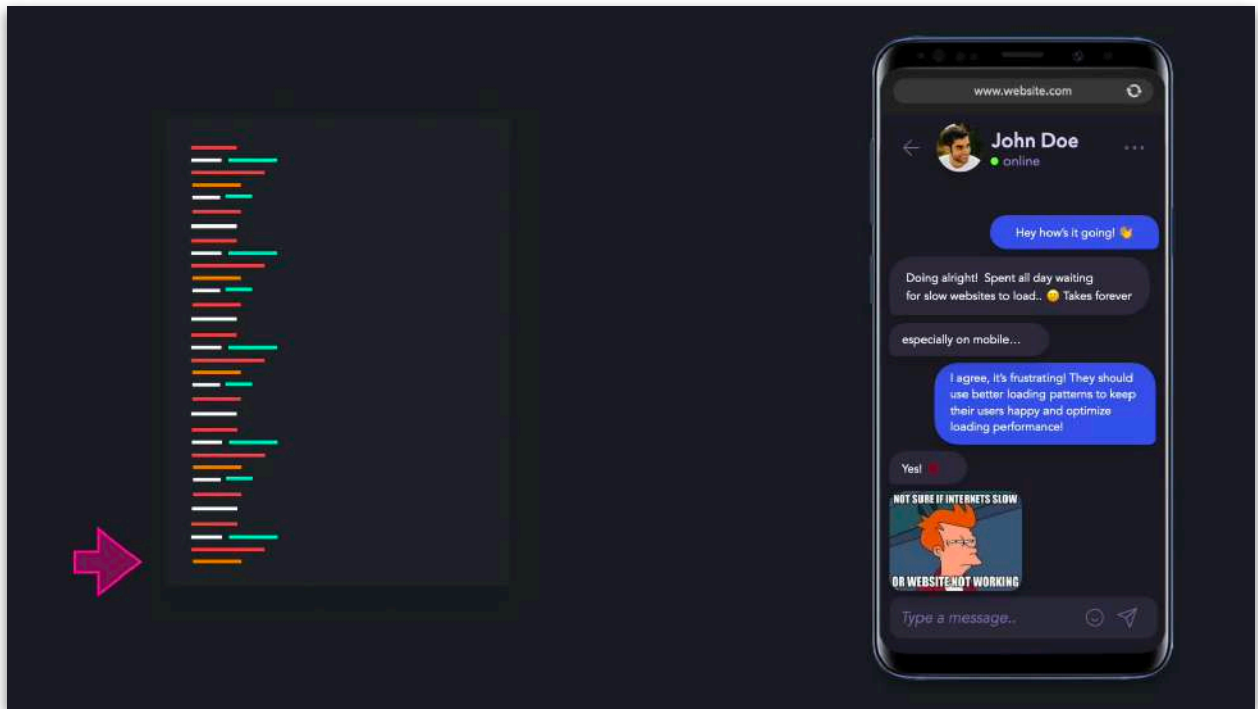 www.website.com
John Doe
online
Hey how's it going! 👋
Doing alright! Spent all day waiting
for slow websites to load.. 🙁 Takes forever
especially on mobile...
I agree, it's frustrating! They should
use better loading patterns to keep
their users happy and optimize
loading performance!
Yes!
NOT SURE IF INTERNETS SLOW
OR WEBSITE NOT WORKING
Type a message..